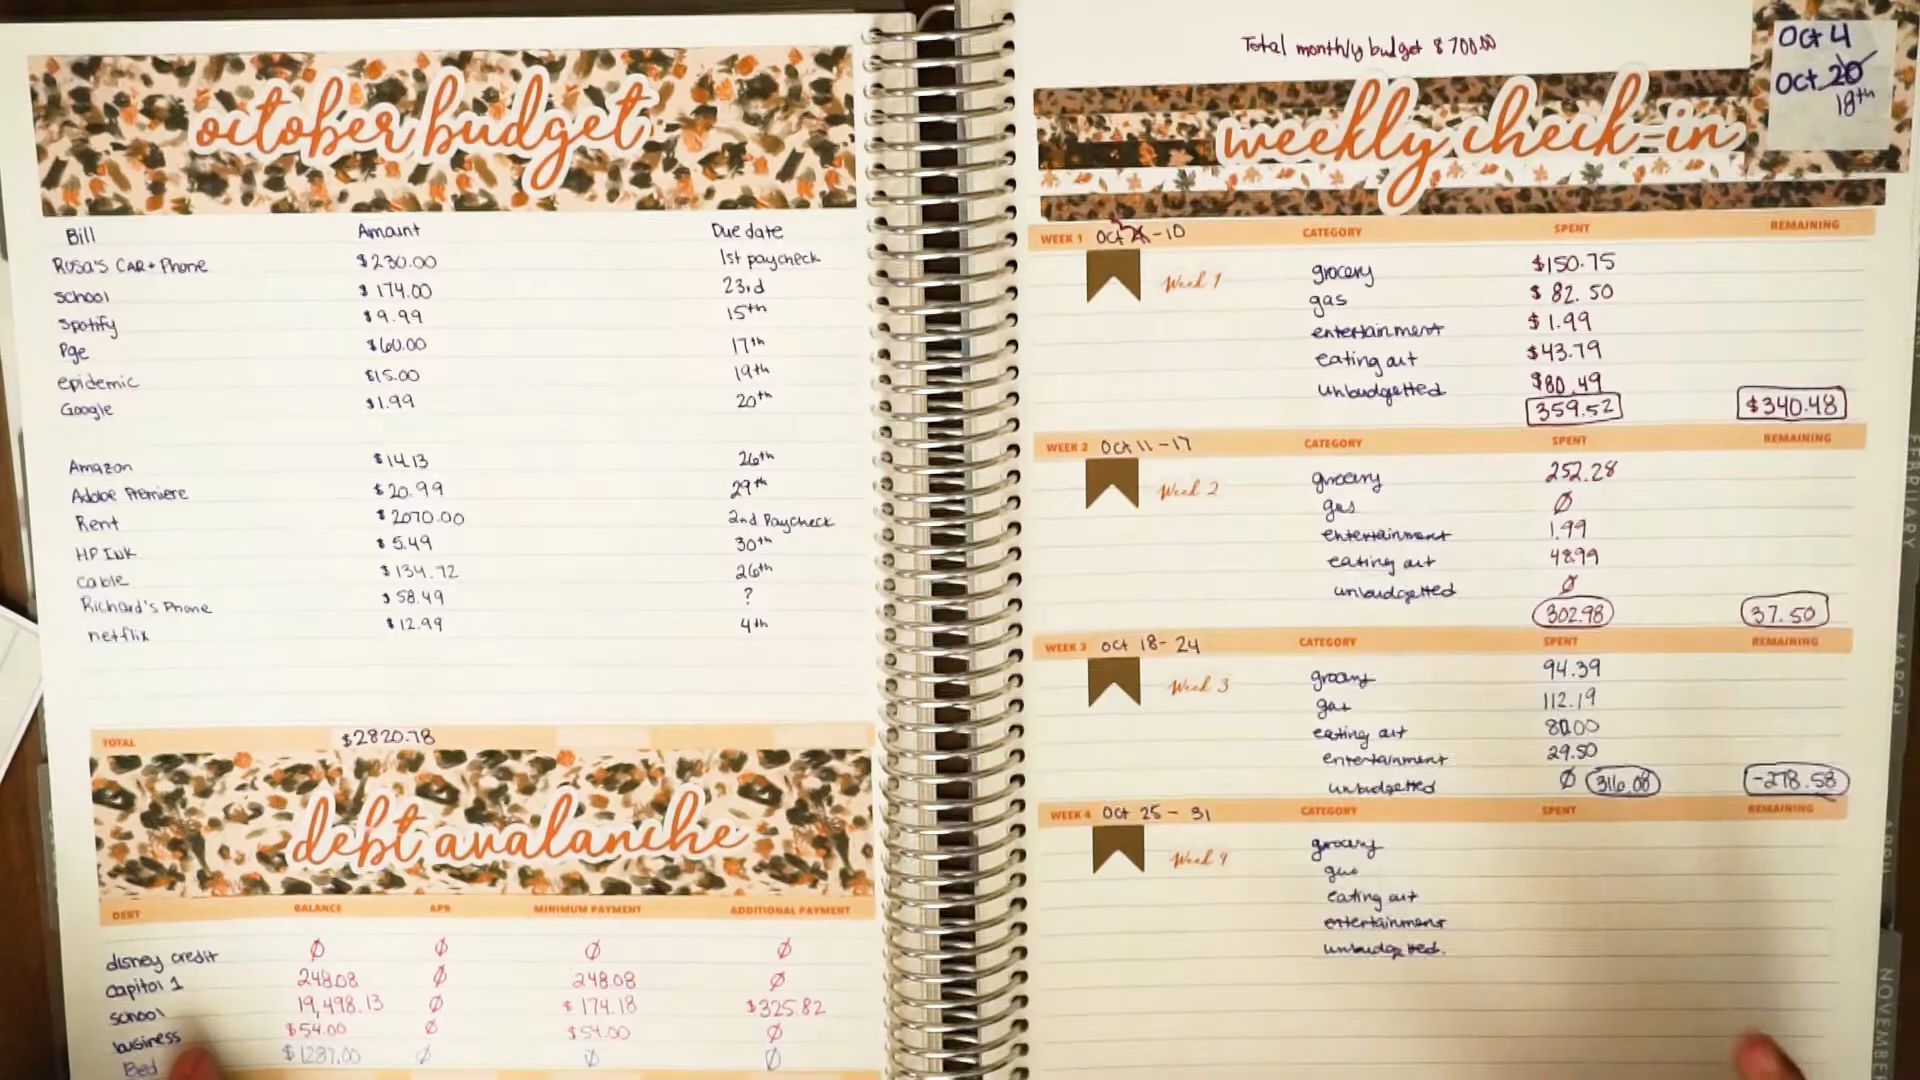 october budget
Bill Amount Due date
Rosa's CAR + Phone $230.00 1st paycheck
school $174.00 23rd
Spotify $9.99 15th
Pge $60.00 17th
epidemic $15.00 19th
Google $1.99 20th
Amazon $14.13 26th
Adobe Premiere $20.99 29th
Rent $2070.00 2nd Paycheck
HP INK $5.49 30th
cable $134.72 26th
Richard's Phone $58.49 ?
netflix $12.99 4th
TOTAL $2820.78
debt avalanche
DEBT BALANCE APR MINIMUM PAYMENT ADDITIONAL PAYMENT
disney credit Ø Ø Ø Ø
capitol 1 248.08 Ø 248.08 Ø
school 19,498.13 Ø $174.18 $325.82
business $54.00 Ø $54.00 Ø
Bed $1287.00 Ø Ø Ø
Total monthly budget $700.00
Oct 4
Oct 20
18th
weekly check-in
WEEK 1 Oct -10 CATEGORY SPENT REMAINING
Week 1 grocery $150.75
gas $82.50
entertainment $1.99
eating out $43.79
unbudgetted $80.49
359.52 $340.48
WEEK 2 Oct 11-17 CATEGORY SPENT REMAINING
Week 2 grocery 252.28
gas Ø
entertainment 1.99
eating out 48.99
unbudgetted Ø
302.98 37.50
WEEK 3 Oct 18-24 CATEGORY SPENT REMAINING
Week 3 grocery 94.39
gas 112.19
eating out 80.00
entertainment 29.50
unbudgetted Ø 316.08 -278.58
WEEK 4 Oct 25-31 CATEGORY SPENT REMAINING
Week 4 grocery
gas
eating out
entertainment
unbudgetted.
FEBRUARY
MARCH
APRIL
NOVEMBER